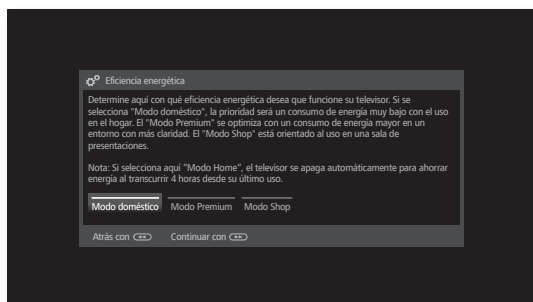 Eficiencia energética
Determine aquí con qué eficiencia energética desea que funcione su televisor. Si se
selecciona "Modo doméstico", la prioridad será un consumo de energía muy bajo con el uso
en el hogar. El "Modo Premium" se optimiza con un consumo de energía mayor en un
entorno con más claridad. El "Modo Shop" está orientado al uso en una sala de
presentaciones.
Nota: Si selecciona aquí "Modo Home", el televisor se apaga automáticamente para ahorrar
energía al transcurrir 4 horas desde su último uso.
Modo doméstico Modo Premium Modo Shop
Atrás con Continuar con